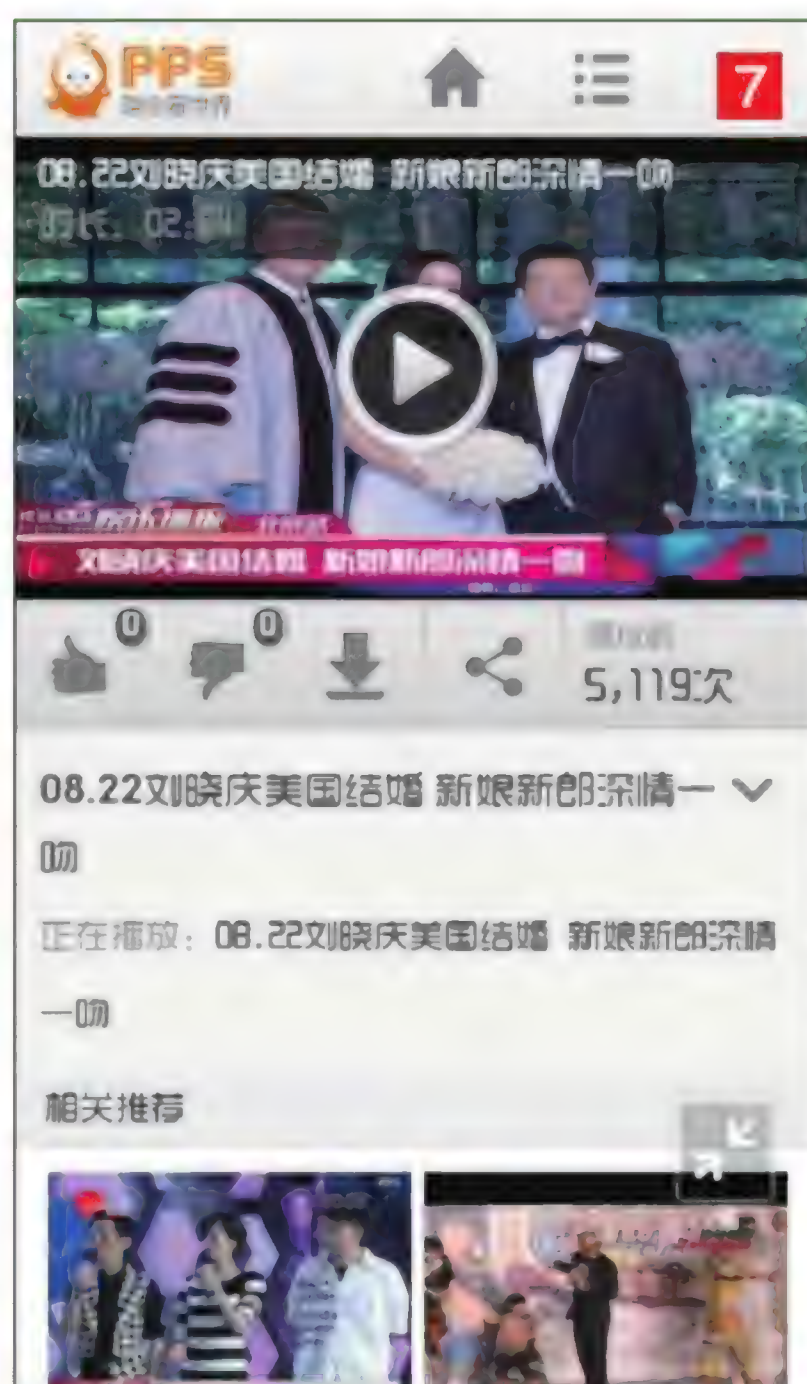 PPS
7
08.22刘晓庆美国结婚 新娘新郎深情一吻
时长: 02:
刘晓庆美国结婚 新娘新郎深情一吻
0
0
5,119次
08.22刘晓庆美国结婚 新娘新郎深情一
吻
正在播放：08.22刘晓庆美国结婚 新娘新郎深情
一吻
相关推荐